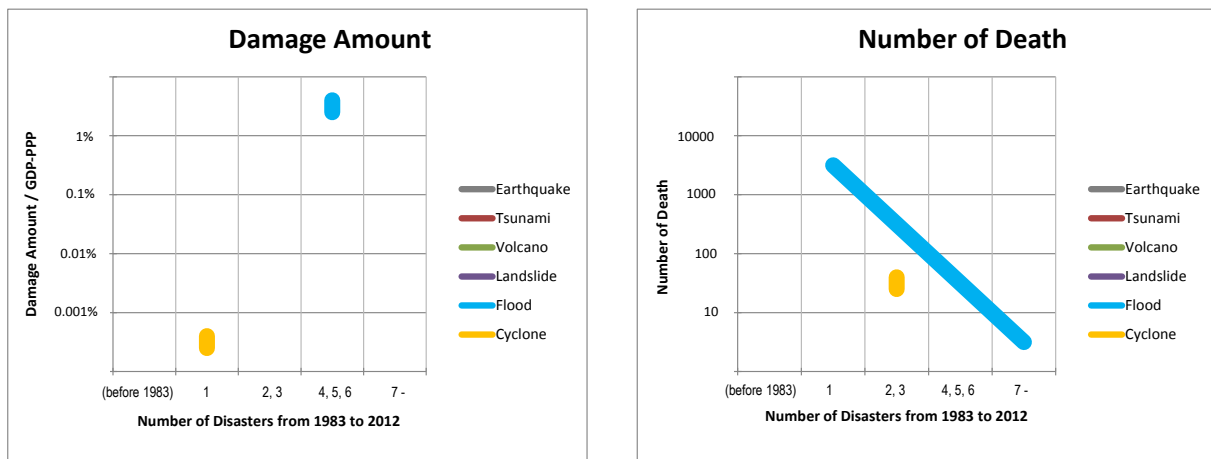 Damage Amount
Damage Amount / GDP-PPP
1%
0.1%
0.01%
0.001%
(before 1983) 1 2, 3 4, 5, 6 7 -
Number of Disasters from 1983 to 2012
Earthquake
Tsunami
Volcano
Landslide
Flood
Cyclone
Number of Death
Number of Death
10000
1000
100
10
(before 1983) 1 2, 3 4, 5, 6 7 -
Number of Disasters from 1983 to 2012
Earthquake
Tsunami
Volcano
Landslide
Flood
Cyclone